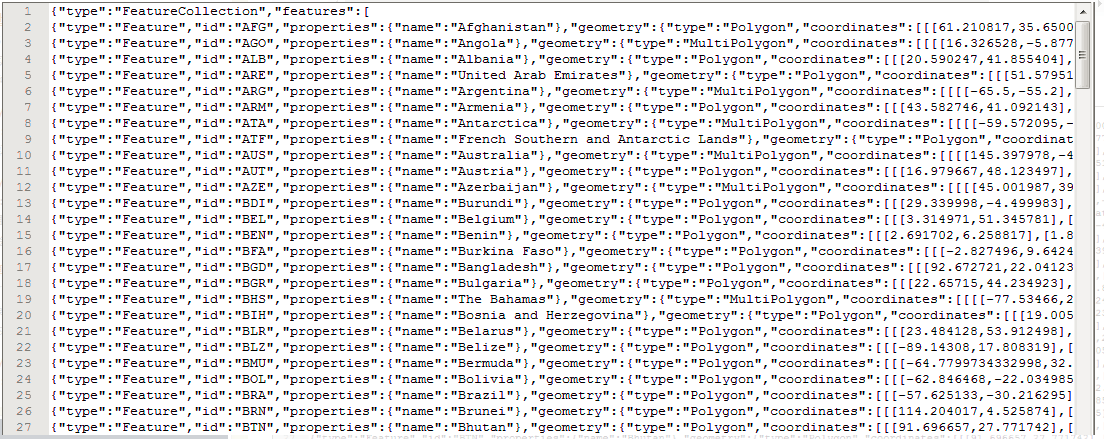 1 {"type":"FeatureCollection","features":[
2 {"type":"Feature","id":"AFG","properties":{"name":"Afghanistan"},"geometry":{"type":"Polygon","coordinates":[[[61.210817,35.6500
3 {"type":"Feature","id":"AGO","properties":{"name":"Angola"},"geometry":{"type":"MultiPolygon","coordinates":[[[[16.326528,-5.877
4 {"type":"Feature","id":"ALB","properties":{"name":"Albania"},"geometry":{"type":"Polygon","coordinates":[[[20.590247,41.855404],
5 {"type":"Feature","id":"ARE","properties":{"name":"United Arab Emirates"},"geometry":{"type":"Polygon","coordinates":[[[51.57951
6 {"type":"Feature","id":"ARG","properties":{"name":"Argentina"},"geometry":{"type":"MultiPolygon","coordinates":[[[[-65.5,-55.2],
7 {"type":"Feature","id":"ARM","properties":{"name":"Armenia"},"geometry":{"type":"Polygon","coordinates":[[[43.582746,41.092143],
8 {"type":"Feature","id":"ATA","properties":{"name":"Antarctica"},"geometry":{"type":"MultiPolygon","coordinates":[[[[-59.572095,-
9 {"type":"Feature","id":"ATF","properties":{"name":"French Southern and Antarctic Lands"},"geometry":{"type":"Polygon","coordinat
10 {"type":"Feature","id":"AUS","properties":{"name":"Australia"},"geometry":{"type":"MultiPolygon","coordinates":[[[[145.397978,-4
11 {"type":"Feature","id":"AUT","properties":{"name":"Austria"},"geometry":{"type":"Polygon","coordinates":[[[16.979667,48.123497],
12 {"type":"Feature","id":"AZE","properties":{"name":"Azerbaijan"},"geometry":{"type":"MultiPolygon","coordinates":[[[[45.001987,39
13 {"type":"Feature","id":"BDI","properties":{"name":"Burundi"},"geometry":{"type":"Polygon","coordinates":[[[29.339998,-4.499983],
14 {"type":"Feature","id":"BEL","properties":{"name":"Belgium"},"geometry":{"type":"Polygon","coordinates":[[[3.314971,51.345781],[
15 {"type":"Feature","id":"BEN","properties":{"name":"Benin"},"geometry":{"type":"Polygon","coordinates":[[[2.691702,6.258817],[1.8
16 {"type":"Feature","id":"BFA","properties":{"name":"Burkina Faso"},"geometry":{"type":"Polygon","coordinates":[[[-2.827496,9.6424
17 {"type":"Feature","id":"BGD","properties":{"name":"Bangladesh"},"geometry":{"type":"Polygon","coordinates":[[[92.672721,22.04123
18 {"type":"Feature","id":"BGR","properties":{"name":"Bulgaria"},"geometry":{"type":"Polygon","coordinates":[[[22.65715,44.234923],
19 {"type":"Feature","id":"BHS","properties":{"name":"The Bahamas"},"geometry":{"type":"MultiPolygon","coordinates":[[[[-77.53466,2
20 {"type":"Feature","id":"BIH","properties":{"name":"Bosnia and Herzegovina"},"geometry":{"type":"Polygon","coordinates":[[[19.005
21 {"type":"Feature","id":"BLR","properties":{"name":"Belarus"},"geometry":{"type":"Polygon","coordinates":[[[23.484128,53.912498],
22 {"type":"Feature","id":"BLZ","properties":{"name":"Belize"},"geometry":{"type":"Polygon","coordinates":[[[-89.14308,17.808319],[
23 {"type":"Feature","id":"BMU","properties":{"name":"Bermuda"},"geometry":{"type":"Polygon","coordinates":[[[-64.7799734332998,32.
24 {"type":"Feature","id":"BOL","properties":{"name":"Bolivia"},"geometry":{"type":"Polygon","coordinates":[[[-62.846468,-22.034985
25 {"type":"Feature","id":"BRA","properties":{"name":"Brazil"},"geometry":{"type":"Polygon","coordinates":[[[-57.625133,-30.216295]
26 {"type":"Feature","id":"BRN","properties":{"name":"Brunei"},"geometry":{"type":"Polygon","coordinates":[[[114.204017,4.525874],[
27 {"type":"Feature","id":"BTN","properties":{"name":"Bhutan"},"geometry":{"type":"Polygon","coordinates":[[[91.696657,27.771742],[